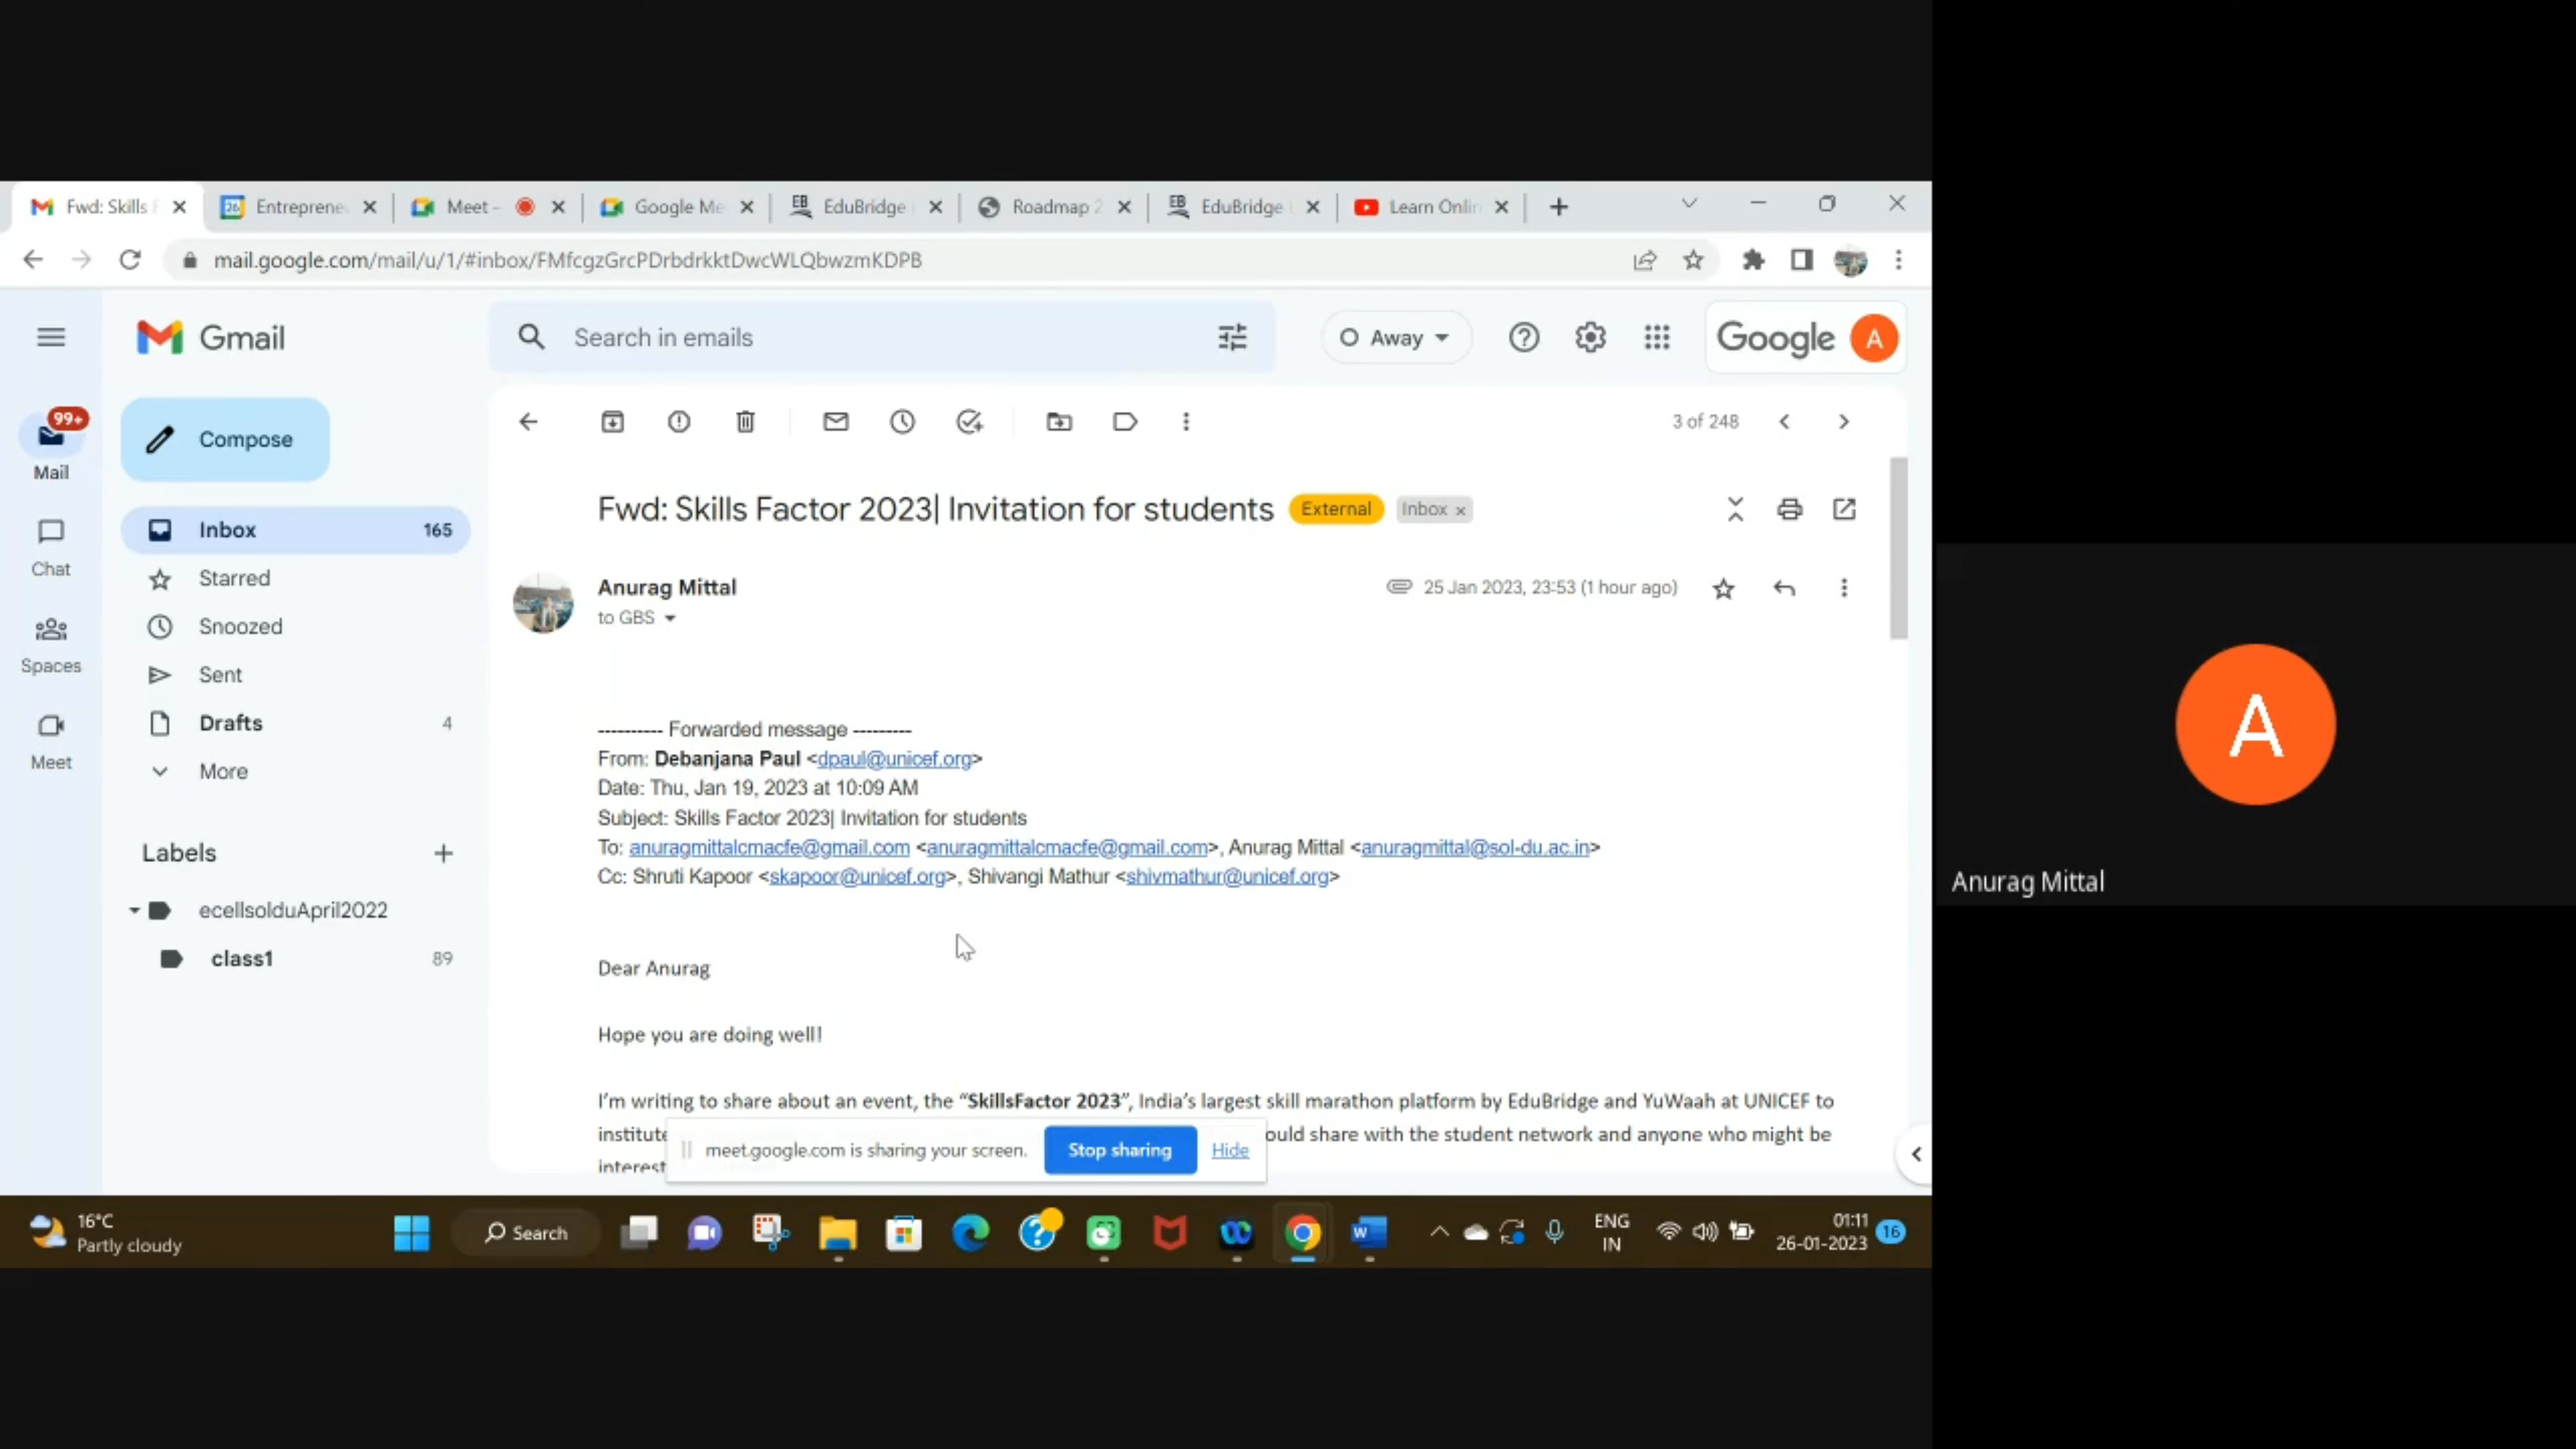 Fwd: Skills F
Entreprene
Meet -
Google Me
EB EduBridge
Roadmap 2
EB EduBridge
Learn Onlin
mail.google.com/mail/u/1/#inbox/FMfcgzGrcPDrbdrkktDwcWLQbwzmKDPB
Gmail
Search in emails
Away
Google A
99+
Mail
Compose
3 of 248
Inbox 165
Chat
Starred
Snoozed
Spaces
Sent
Drafts 4
Meet
More
Labels
ecellsolduApril2022
class1 89
Fwd: Skills Factor 2023| Invitation for students External Inbox x
Anurag Mittal
25 Jan 2023, 23:53 (1 hour ago)
to GBS
---------- Forwarded message ---------
From: Debanjana Paul <dpaul@unicef.org>
Date: Thu, Jan 19, 2023 at 10:09 AM
Subject: Skills Factor 2023| Invitation for students
To: anuragmittalcmacfe@gmail.com <anuragmittalcmacfe@gmail.com>, Anurag Mittal <anuragmittal@sol-du.ac.in>
Cc: Shruti Kapoor <skapoor@unicef.org>, Shivangi Mathur <shivmathur@unicef.org>
Dear Anurag
Hope you are doing well!
I'm writing to share about an event, the “SkillsFactor 2023”, India's largest skill marathon platform by EduBridge and YuWaah at UNICEF to
institute ould share with the student network and anyone who might be
interest
meet.google.com is sharing your screen. Stop sharing Hide
16°C
Partly cloudy
Search
ENG
IN
01:11
26-01-2023
16
A
Anurag Mittal